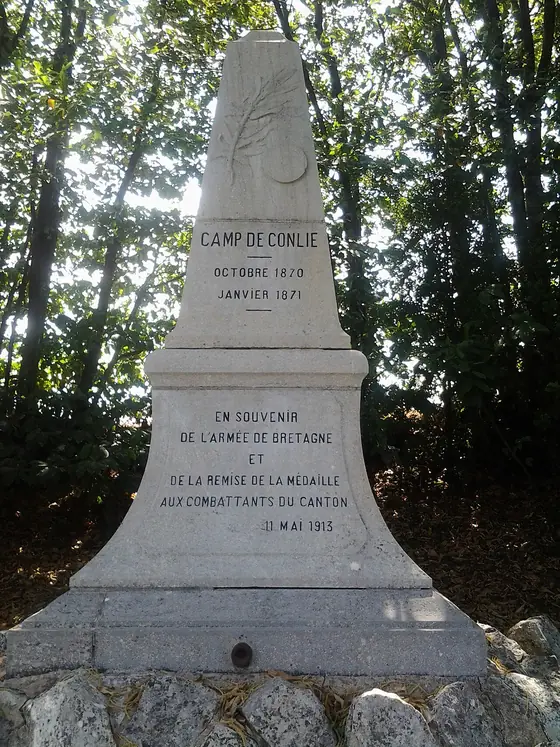 CAMP DE CONLIE
OCTOBRE 1870
JANVIER 1871
EN SOUVENIR
DE L'ARMÉE DE BRETAGNE
ET
DE LA REMISE DE LA MÉDAILLE
AUX COMBATTANTS DU CANTON
11 MAI 1913